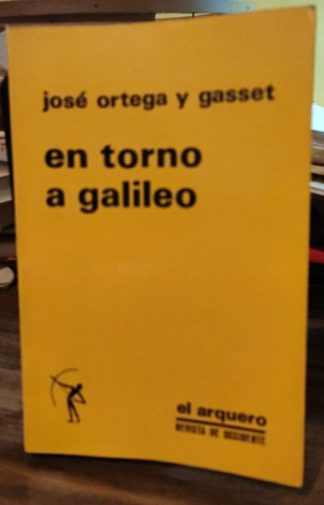 josé ortega y gasset
en torno
a galileo
el arquero
REVISTA DE OCCIDENTE